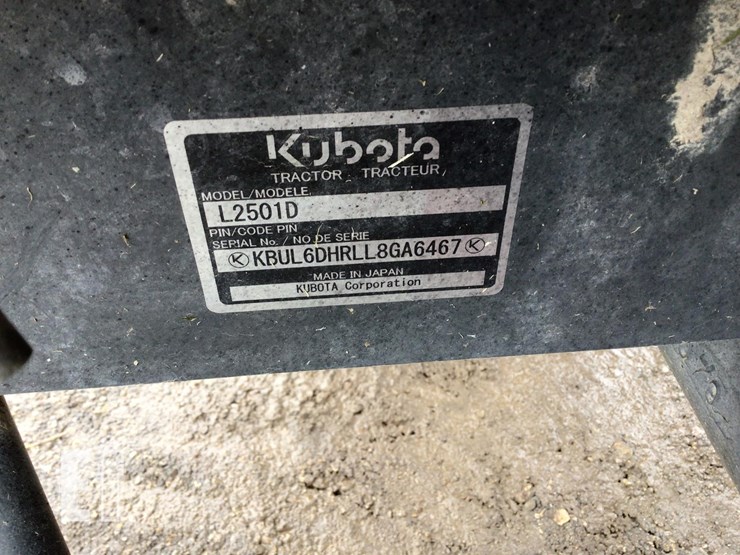 Kubota
TRACTOR TRACTEUR
MODEL/MODELE
L2501D
PIN/CODE PIN
SERIAL No. / NO DE SERIE
KBUL6DHRLL8GA6467
MADE IN JAPAN
KUBOTA Corporation